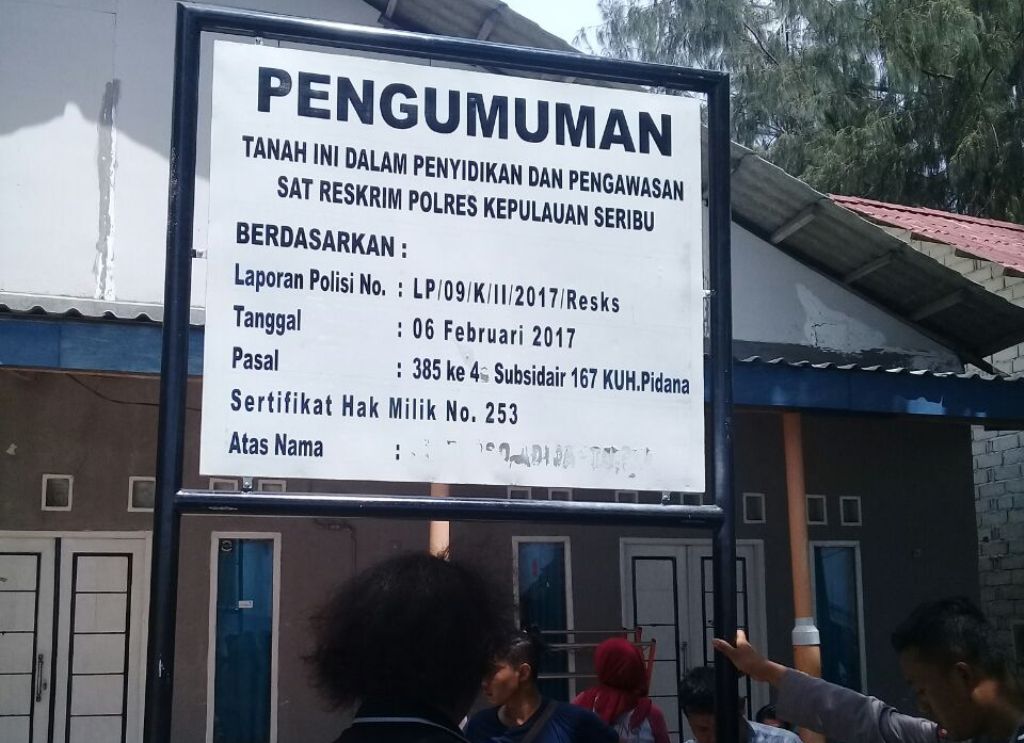 PENGUMUMAN
TANAH INI DALAM PENYIDIKAN DAN PENGAWASAN
SAT RESKRIM POLRES KEPULAUAN SERIBU
BERDASARKAN :
Laporan Polisi No. : LP/09/K/II/2017/Resks
Tanggal : 06 Februari 2017
Pasal : 385 ke 4e Subsidair 167 KUH.Pidana
Sertifikat Hak Milik No. 253
Atas Nama :